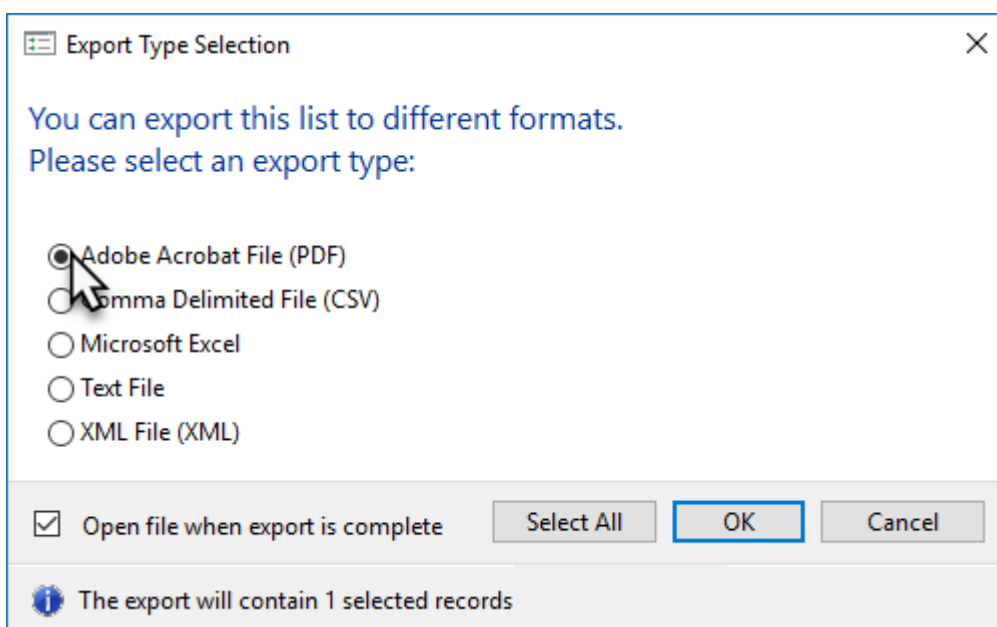 Export Type Selection
You can export this list to different formats.
Please select an export type:
Adobe Acrobat File (PDF)
Comma Delimited File (CSV)
Microsoft Excel
Text File
XML File (XML)
Open file when export is complete
Select All
OK
Cancel
The export will contain 1 selected records